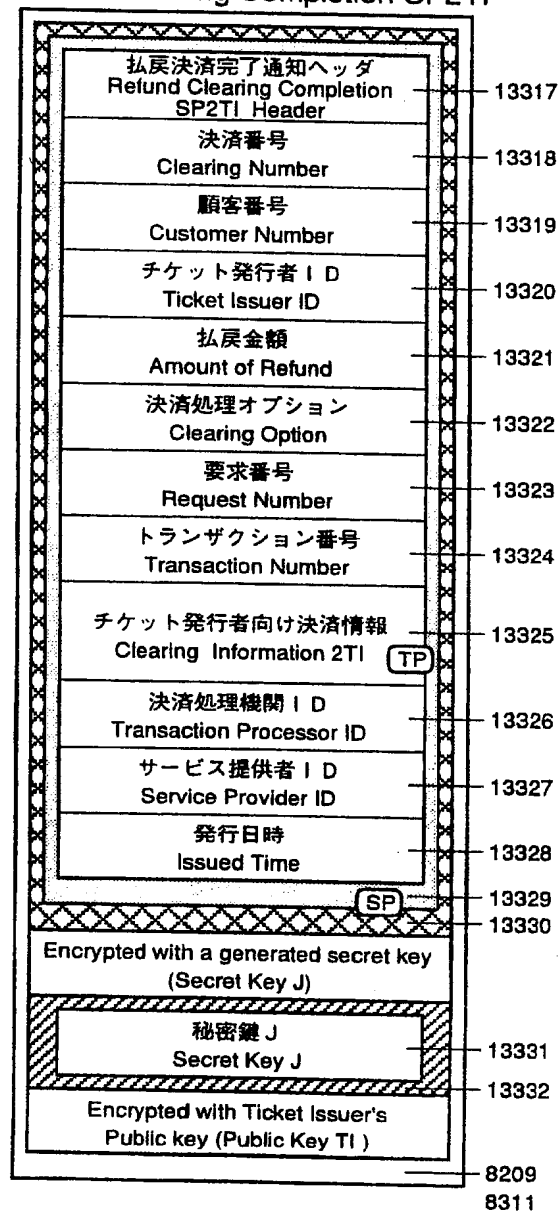 払戻決済完了通知ヘッダ
Refund Clearing Completion
SP2TI Header
13317
決済番号
Clearing Number
13318
顧客番号
Customer Number
13319
チケット発行者ＩＤ
Ticket Issuer ID
13320
払戻金額
Amount of Refund
13321
決済処理オプション
Clearing Option
13322
要求番号
Request Number
13323
トランザクション番号
Transaction Number
13324
チケット発行者向け決済情報
Clearing Information 2TI
TP
13325
決済処理機関ＩＤ
Transaction Processor ID
13326
サービス提供者ＩＤ
Service Provider ID
13327
発行日時
Issued Time
13328
SP
13329
13330
Encrypted with a generated secret key
(Secret Key J)
秘密鍵 J
Secret Key J
13331
13332
Encrypted with Ticket Issuer's
Public key (Public Key TI )
8209
8311